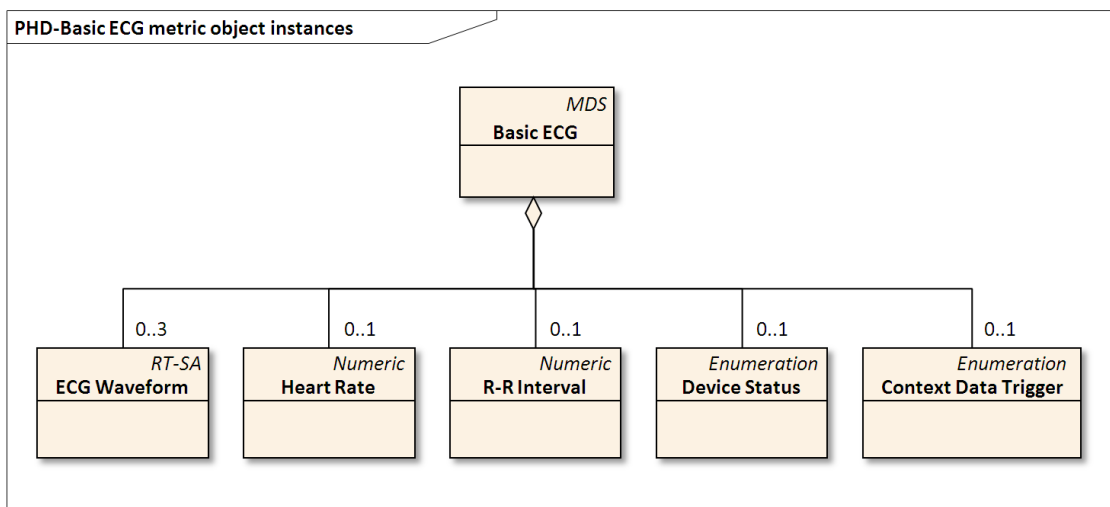 PHD-Basic ECG metric object instances
MDS
Basic ECG
0..3
0..1
0..1
0..1
0..1
RT-SA
ECG Waveform
Numeric
Heart Rate
Numeric
R-R Interval
Enumeration
Device Status
Enumeration
Context Data Trigger